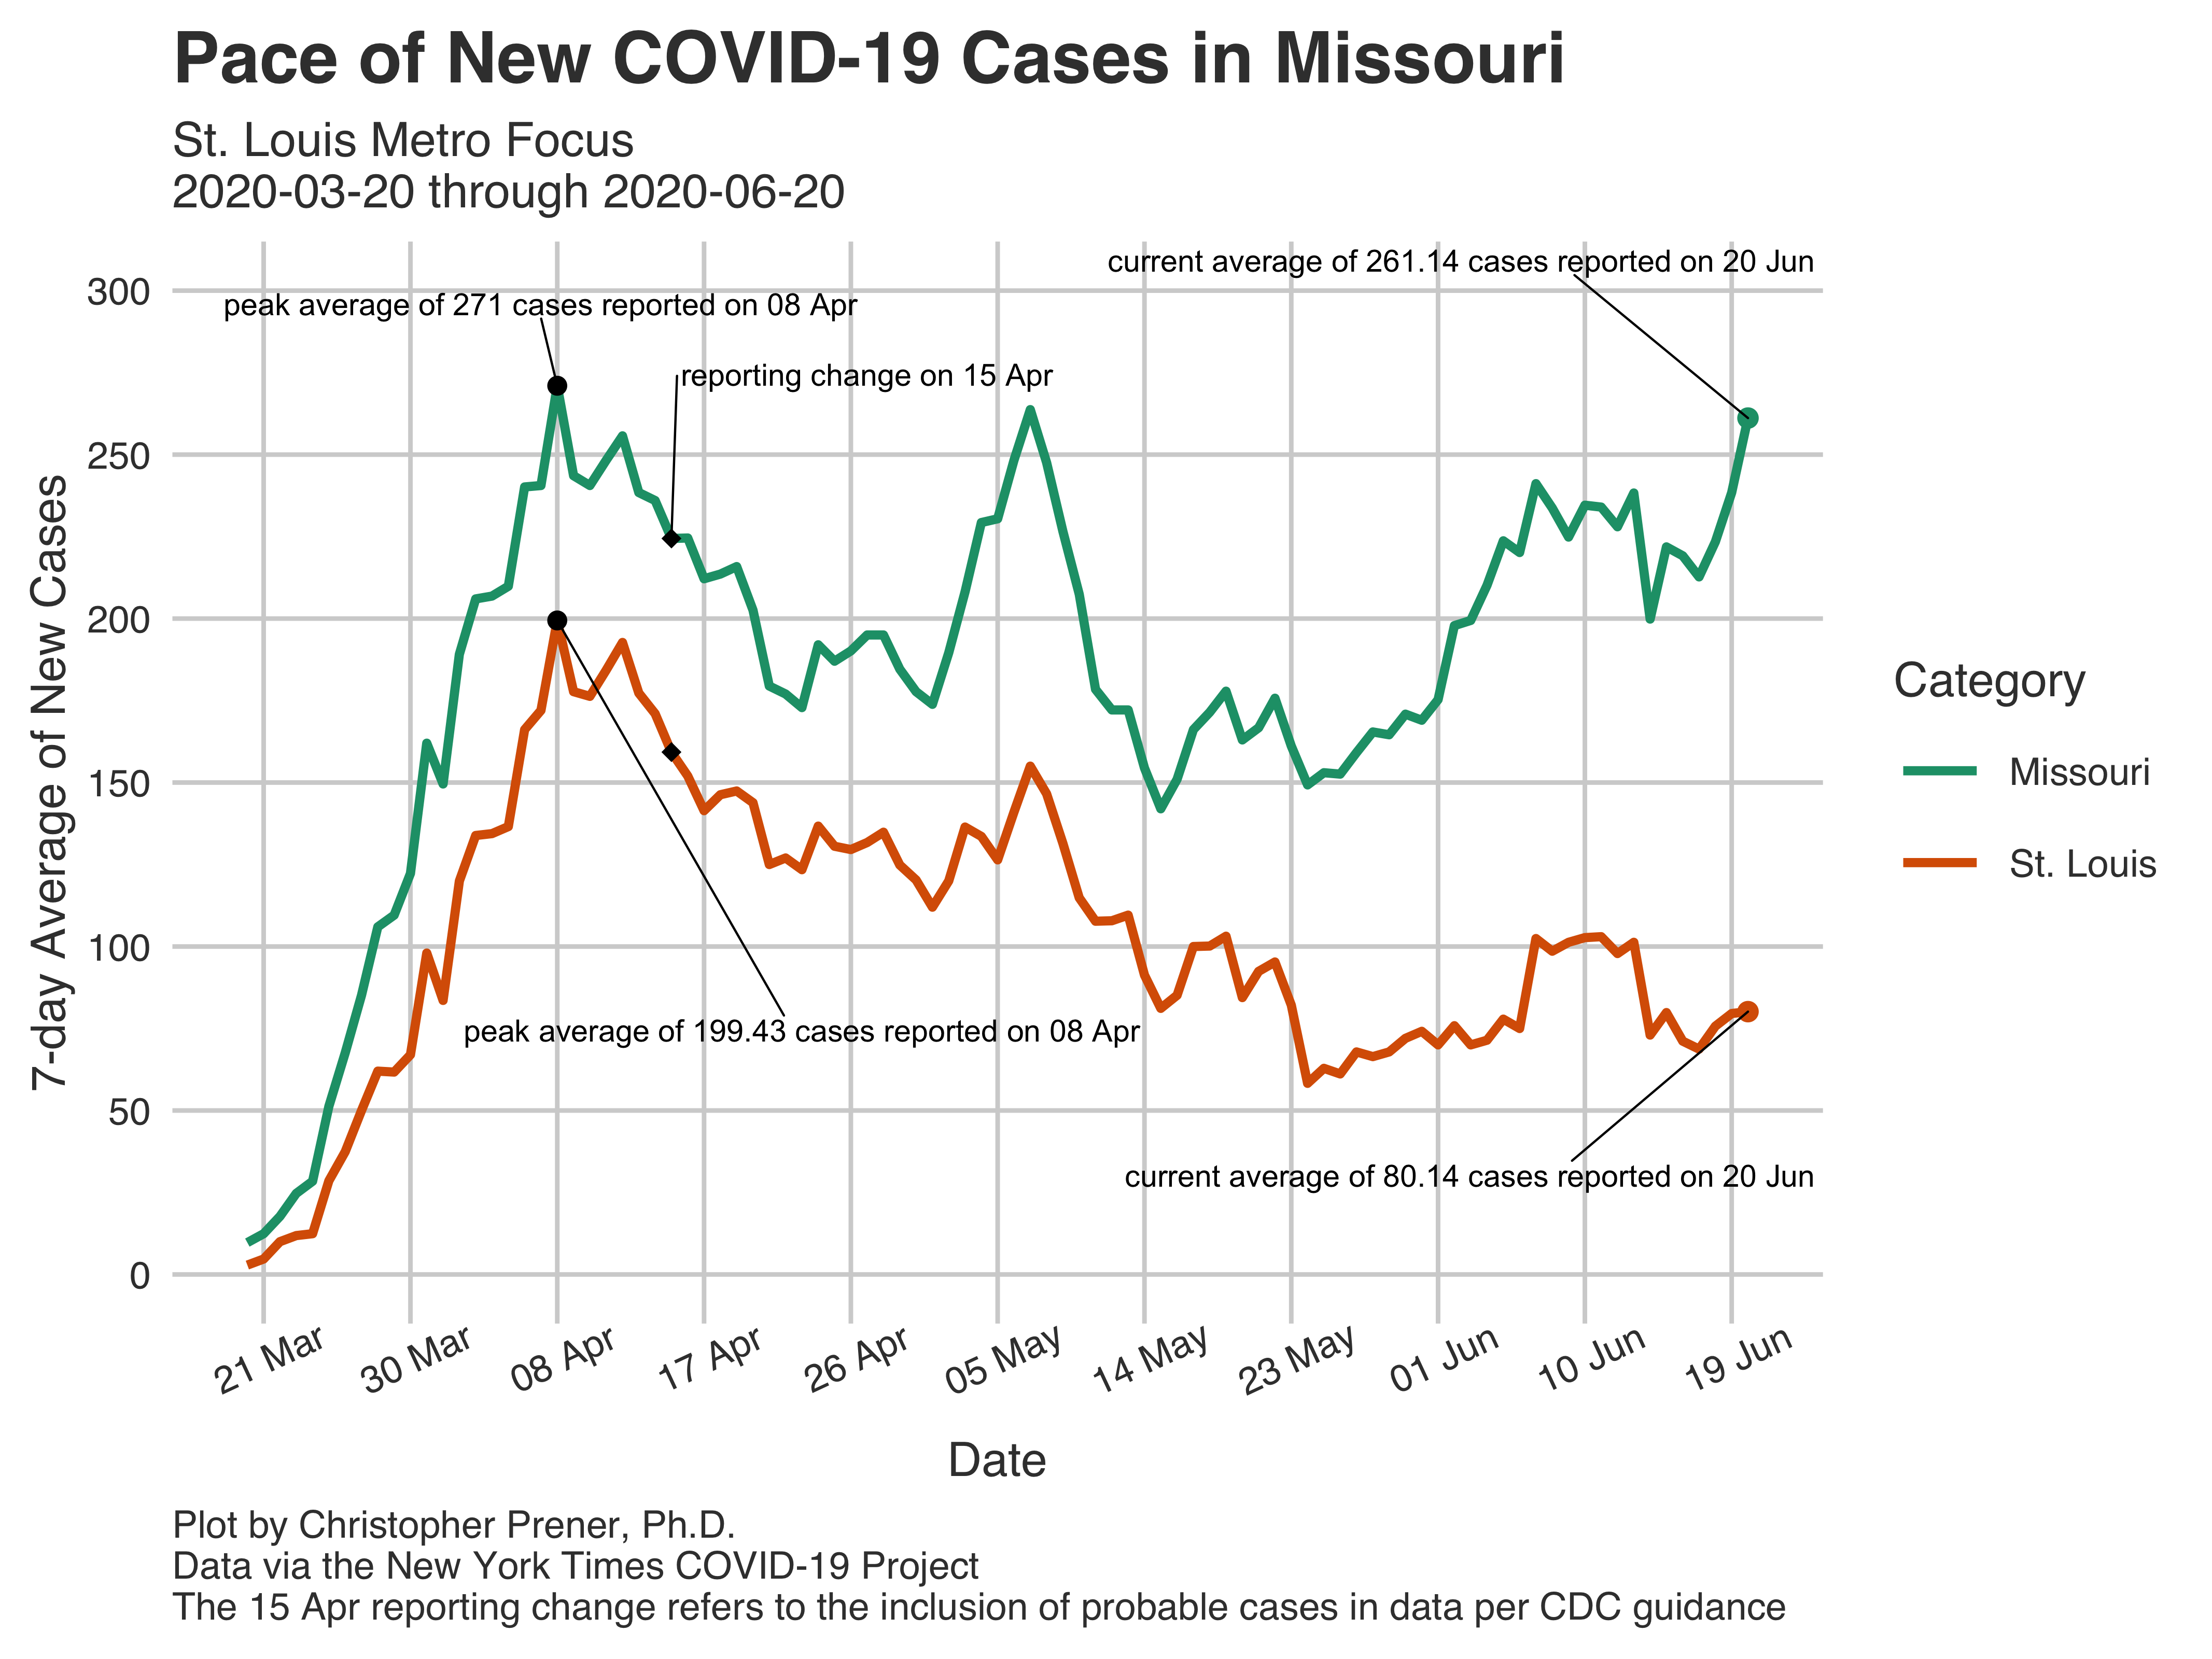 Pace of New COVID-19 Cases in Missouri
St. Louis Metro Focus
2020-03-20 through 2020-06-20
current average of 261.14 cases reported on 20 Jun
peak average of 271 cases reported on 08 Apr
reporting change on 15 Apr
peak average of 199.43 cases reported on 08 Apr
current average of 80.14 cases reported on 20 Jun
7-day Average of New Cases
300
250
200
150
100
50
0
21 Mar
30 Mar
08 Apr
17 Apr
26 Apr
05 May
14 May
23 May
01 Jun
10 Jun
19 Jun
Date
Category
Missouri
St. Louis
Plot by Christopher Prener, Ph.D.
Data via the New York Times COVID-19 Project
The 15 Apr reporting change refers to the inclusion of probable cases in data per CDC guidance